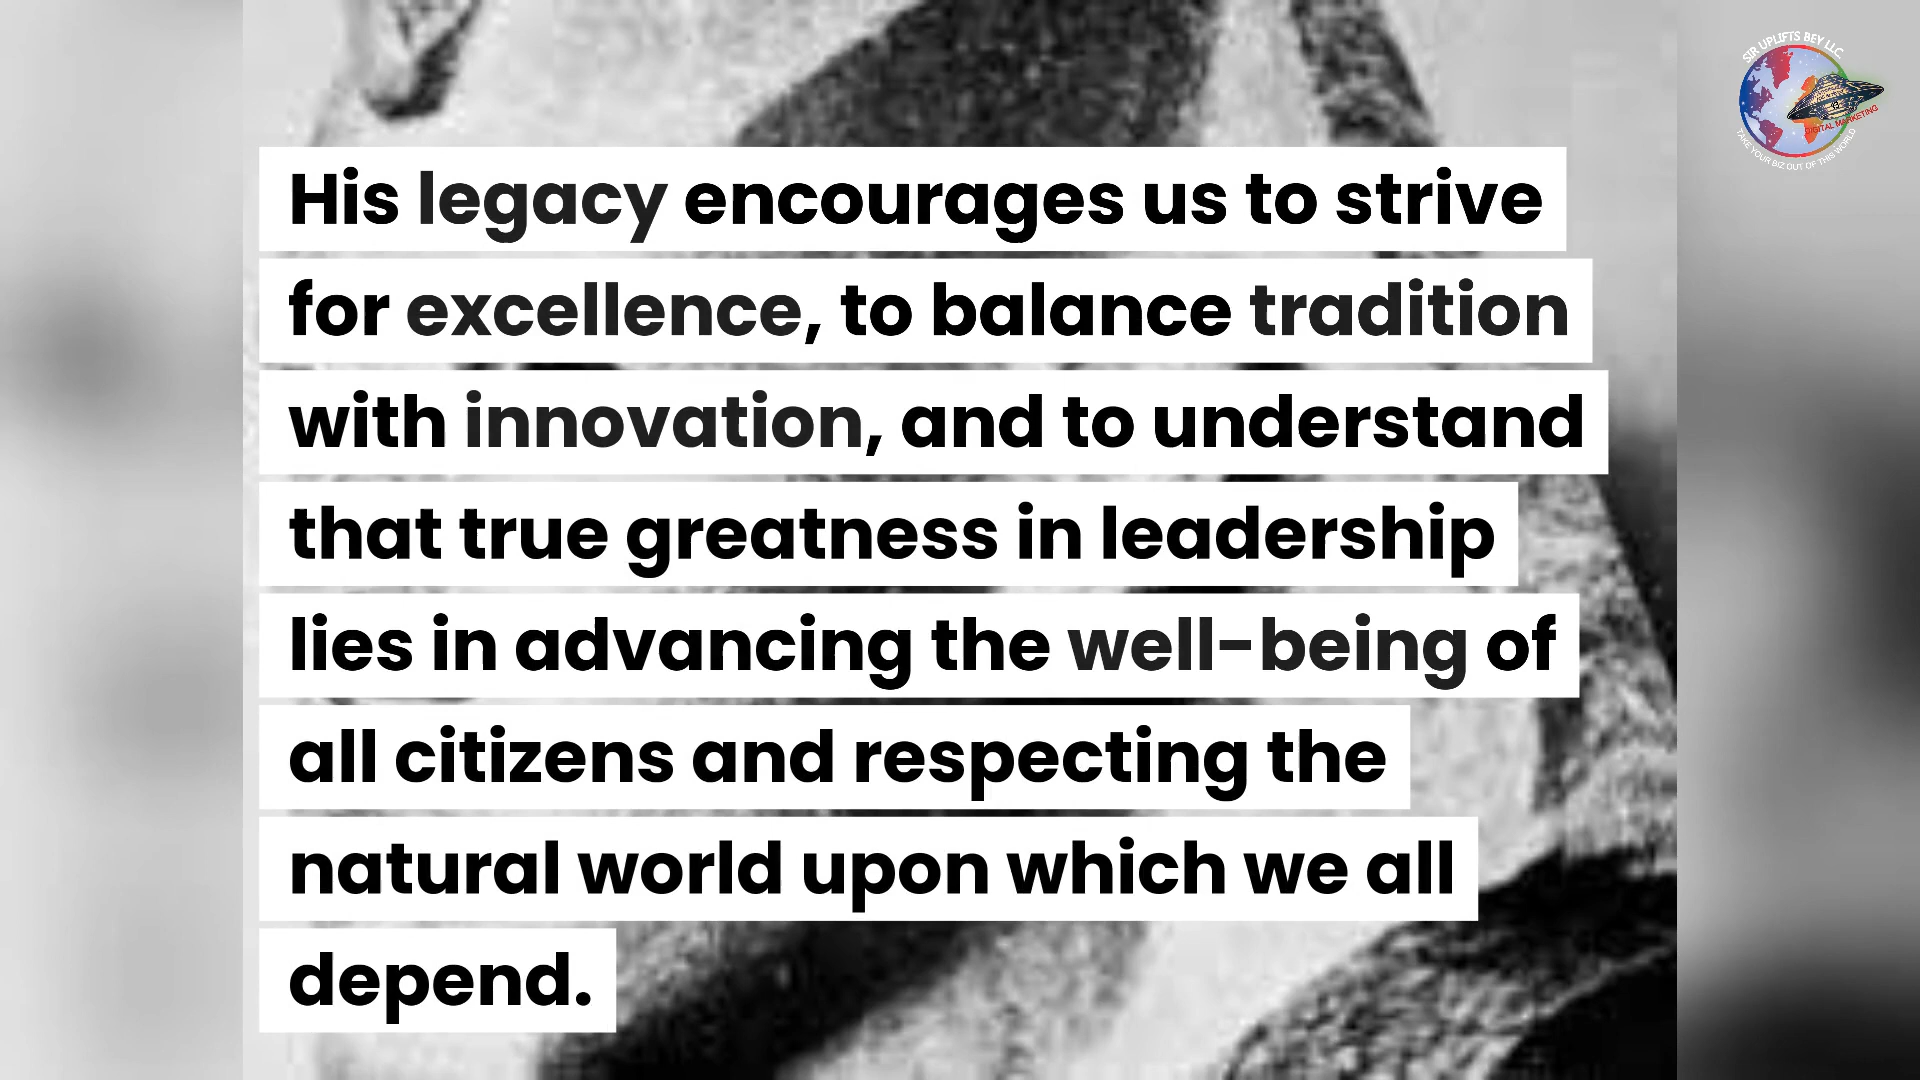 His legacy encourages us to strive
for excellence, to balance tradition
with innovation, and to understand
that true greatness in leadership
lies in advancing the well-being of
all citizens and respecting the
natural world upon which we all
depend.
SIR UPLIFTS BEY LLC.
DIGITAL MARKETING
TAKE YOUR BIZ OUT OF THIS WORLD